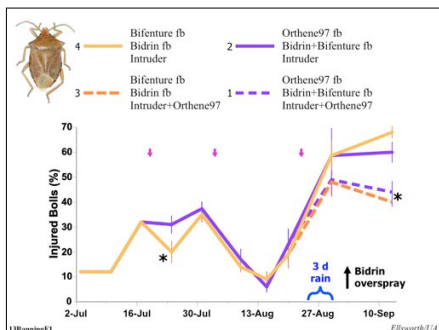 4 Bifenture fb
Bidrin fb
Intruder
2 Orthene97 fb
Bidrin+Bifenture fb
Intruder
3 Bifenture fb
Bidrin fb
Intruder+Orthene97
1 Orthene97 fb
Bidrin+Bifenture fb
Intruder+Orthene97
Injured Bolls (%)
70
60
50
40
30
20
10
0
*
*
3 d
rain
Bidrin
overspray
2-Jul 16-Jul 30-Jul 13-Aug 27-Aug 10-Sep
13BanningF1
Ellsworth/UA